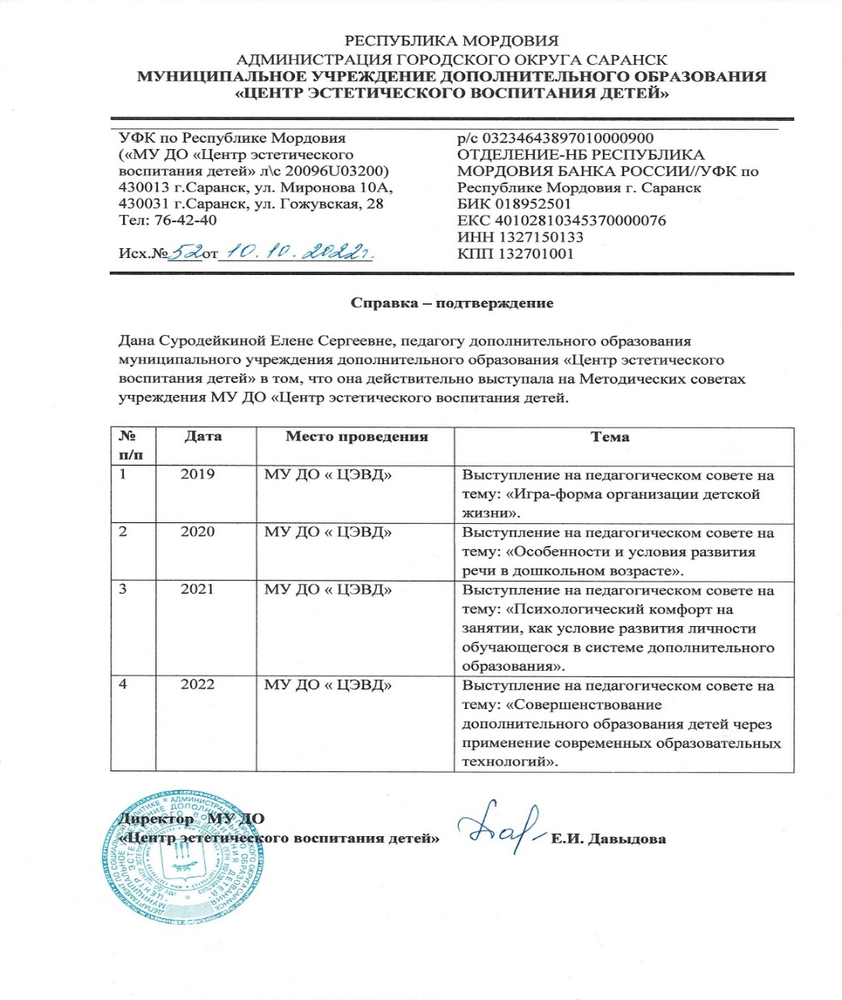 РЕСПУБЛИКА МОРДОВИЯ
АДМИНИСТРАЦИЯ ГОРОДСКОГО ОКРУГА САРАНСК
МУНИЦИПАЛЬНОЕ УЧРЕЖДЕНИЕ ДОПОЛНИТЕЛЬНОГО ОБРАЗОВАНИЯ
«ЦЕНТР ЭСТЕТИЧЕСКОГО ВОСПИТАНИЯ ДЕТЕЙ»
УФК по Республике Мордовия
(«МУ ДО «Центр эстетического
воспитания детей» л\с 20096U03200)
430013 г.Саранск, ул. Миронова 10А,
430031 г.Саранск, ул. Гожувская, 28
Тел: 76-42-40
Исх.№52 от 10.10.2022г.
р/с 03234643897010000900
ОТДЕЛЕНИЕ-НБ РЕСПУБЛИКА
МОРДОВИЯ БАНКА РОССИИ//УФК по
Республике Мордовия г. Саранск
БИК 018952501
ЕКС 40102810345370000076
ИНН 1327150133
КПП 132701001
Справка – подтверждение
Дана Суродейкиной Елене Сергеевне, педагогу дополнительного образования
муниципального учреждения дополнительного образования «Центр эстетического
воспитания детей» в том, что она действительно выступала на Методических советах
учреждения МУ ДО «Центр эстетического воспитания детей.
№ Дата Место проведения Тема
п/п
1 2019 МУ ДО « ЦЭВД» Выступление на педагогическом совете на
тему: «Игра-форма организации детской
жизни».
2 2020 МУ ДО « ЦЭВД» Выступление на педагогическом совете на
тему: «Особенности и условия развития
речи в дошкольном возрасте».
3 2021 МУ ДО « ЦЭВД» Выступление на педагогическом совете на
тему: «Психологический комфорт на
занятии, как условие развития личности
обучающегося в системе дополнительного
образования».
4 2022 МУ ДО « ЦЭВД» Выступление на педагогическом совете на
тему: «Совершенствование
дополнительного образования детей через
применение современных образовательных
технологий».
Директор МУ ДО
«Центр эстетического воспитания детей» Е.И. Давыдова